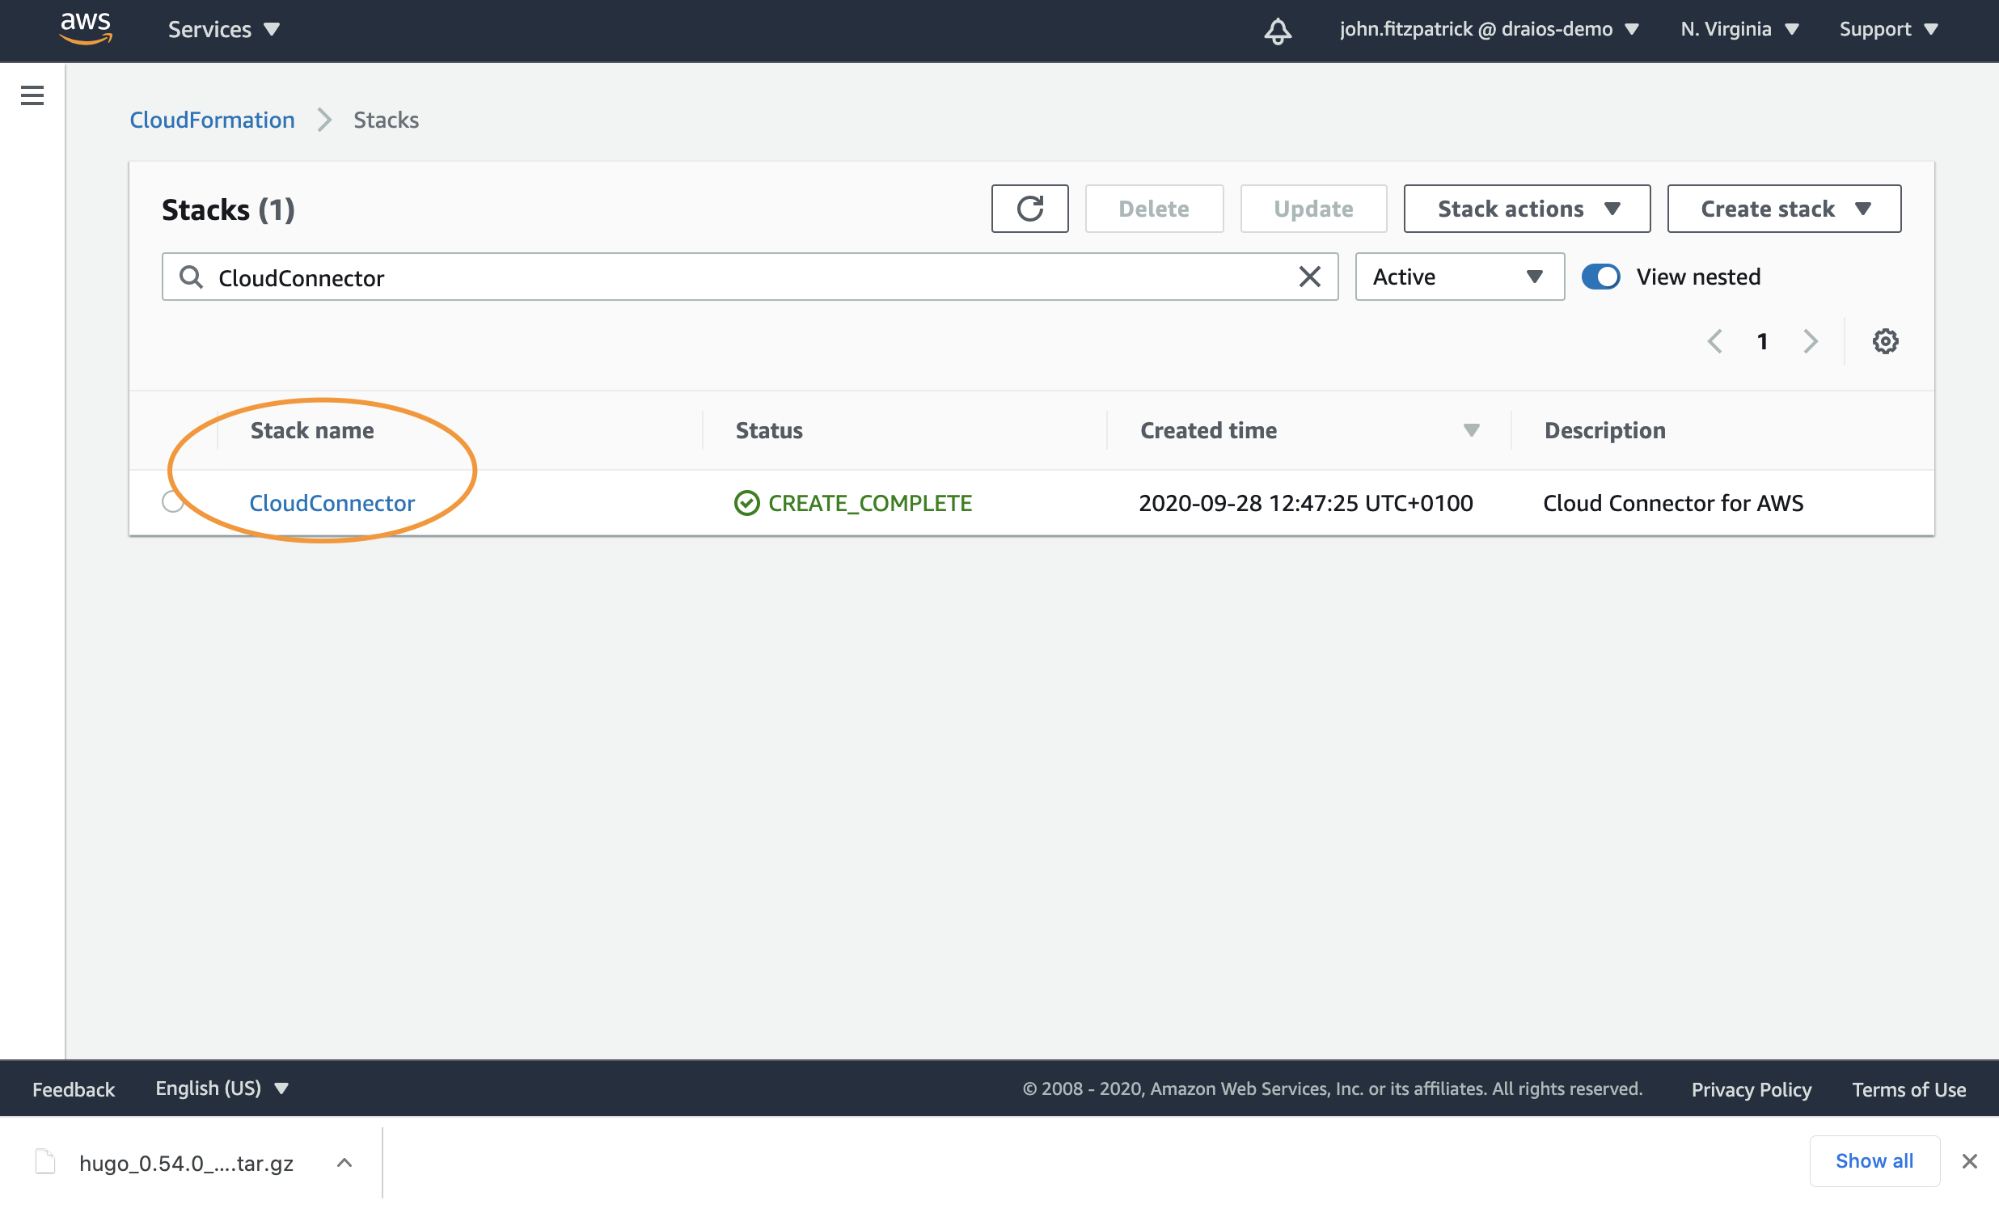 aws Services john.fitzpatrick @ draios-demo N. Virginia Support
CloudFormation Stacks
Stacks (1) Delete Update Stack actions Create stack
CloudConnector Active View nested
1
Stack name Status Created time Description
CloudConnector CREATE_COMPLETE 2020-09-28 12:47:25 UTC+0100 Cloud Connector for AWS
Feedback English (US) © 2008 - 2020, Amazon Web Services, Inc. or its affiliates. All rights reserved. Privacy Policy Terms of Use
hugo_0.54.0_....tar.gz Show all